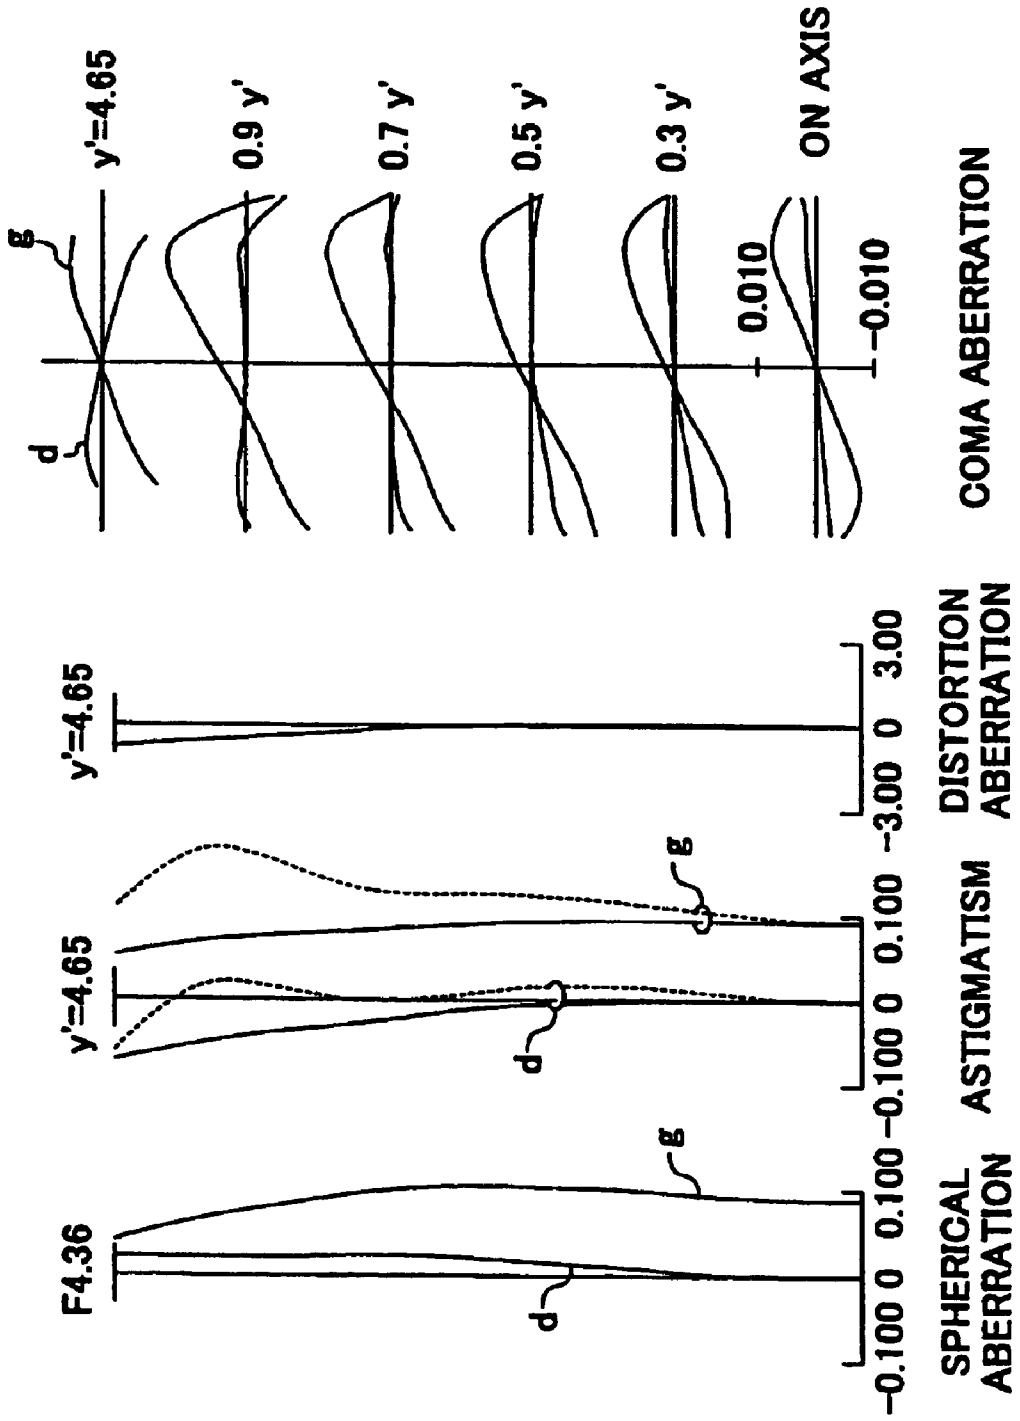 F4.36
d
g
−0.100 0 0.100
SPHERICAL
ABERRATION
y'=4.65
d
g
−0.100 0 0.100
ASTIGMATISM
y'=4.65
−3.00 0 3.00
DISTORTION
ABERRATION
d
g
y'=4.65
0.9 y'
0.7 y'
0.5 y'
0.3 y'
ON AXIS
0.010
−0.010
COMA ABERRATION